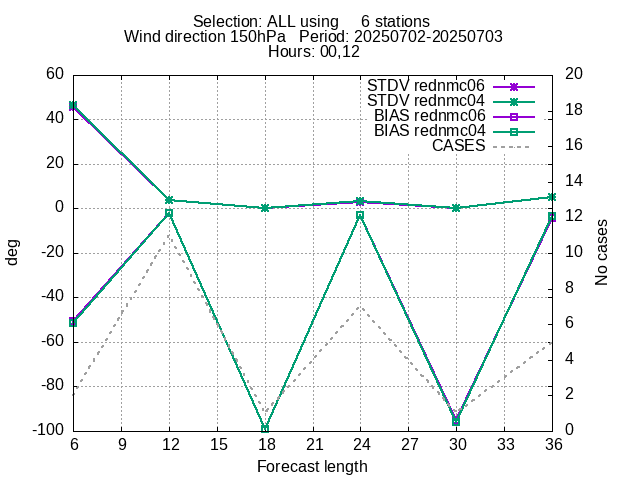 Selection: ALL using     6 stations
Wind direction 150hPa   Period: 20250702-20250703
Hours: 00,12
STDV rednmc06
STDV rednmc04
BIAS rednmc06
BIAS rednmc04
CASES
60
40
20
0
-20
-40
-60
-80
-100
deg
20
18
16
14
12
10
8
6
4
2
0
No cases
6 9 12 15 18 21 24 27 30 33 36
Forecast length